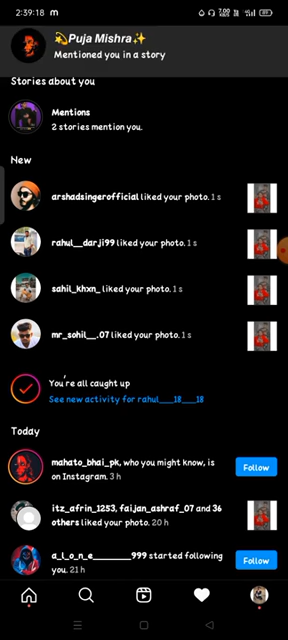 2:39:18 AM
💫Puja Mishra✨
Mentioned you in a story
Stories about you
Mentions
2 stories mention you.
New
arshadsingerofficial liked your photo. 1 s
rahul__darji99 liked your photo. 1 s
sahil_khxn_ liked your photo. 1 s
mr_sohil__.07 liked your photo. 1 s
You're all caught up
See new activity for rahul___18___18
Today
mahato_bhai_pk, who you might know, is
on Instagram. 3 h
Follow
itz_afrin_1253, faijan_ashraf_07 and 36
others liked your photo. 20 h
a_l_o_n_e________999 started following
you. 21 h
Follow